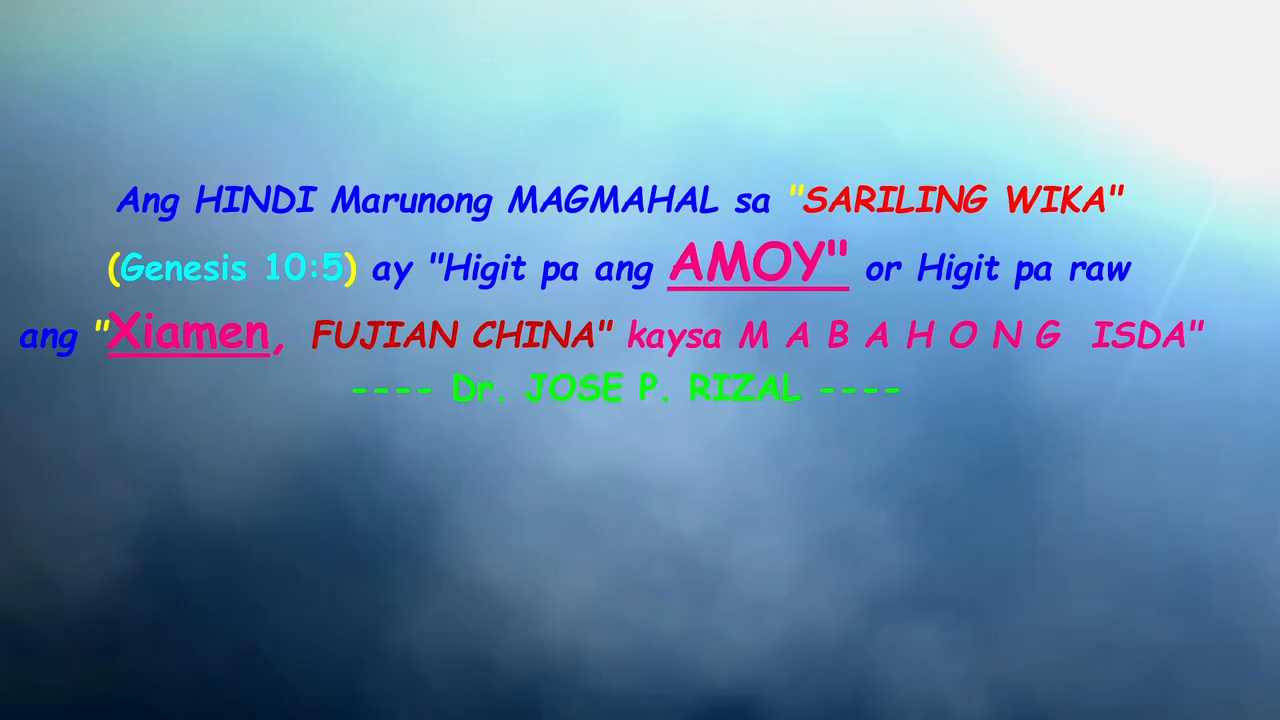 Ang HINDI Marunong MAGMAHAL sa "SARILING WIKA"
(Genesis 10:5) ay "Higit pa ang AMOY" or Higit pa raw
ang "Xiamen, FUJIAN CHINA" kaysa M A B A H O N G ISDA"
---- Dr. JOSE P. RIZAL ----